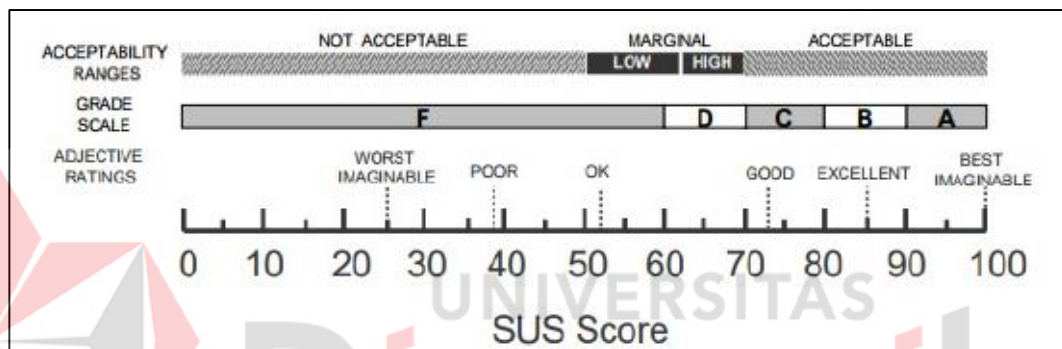 NOT ACCEPTABLE MARGINAL ACCEPTABLE
ACCEPTABILITY RANGES
LOW HIGH
GRADE SCALE
F D C B A
ADJECTIVE RATINGS
WORST IMAGINABLE POOR OK GOOD EXCELLENT BEST IMAGINABLE
0 10 20 30 40 50 60 70 80 90 100
UNIVERSITAS
SUS Score